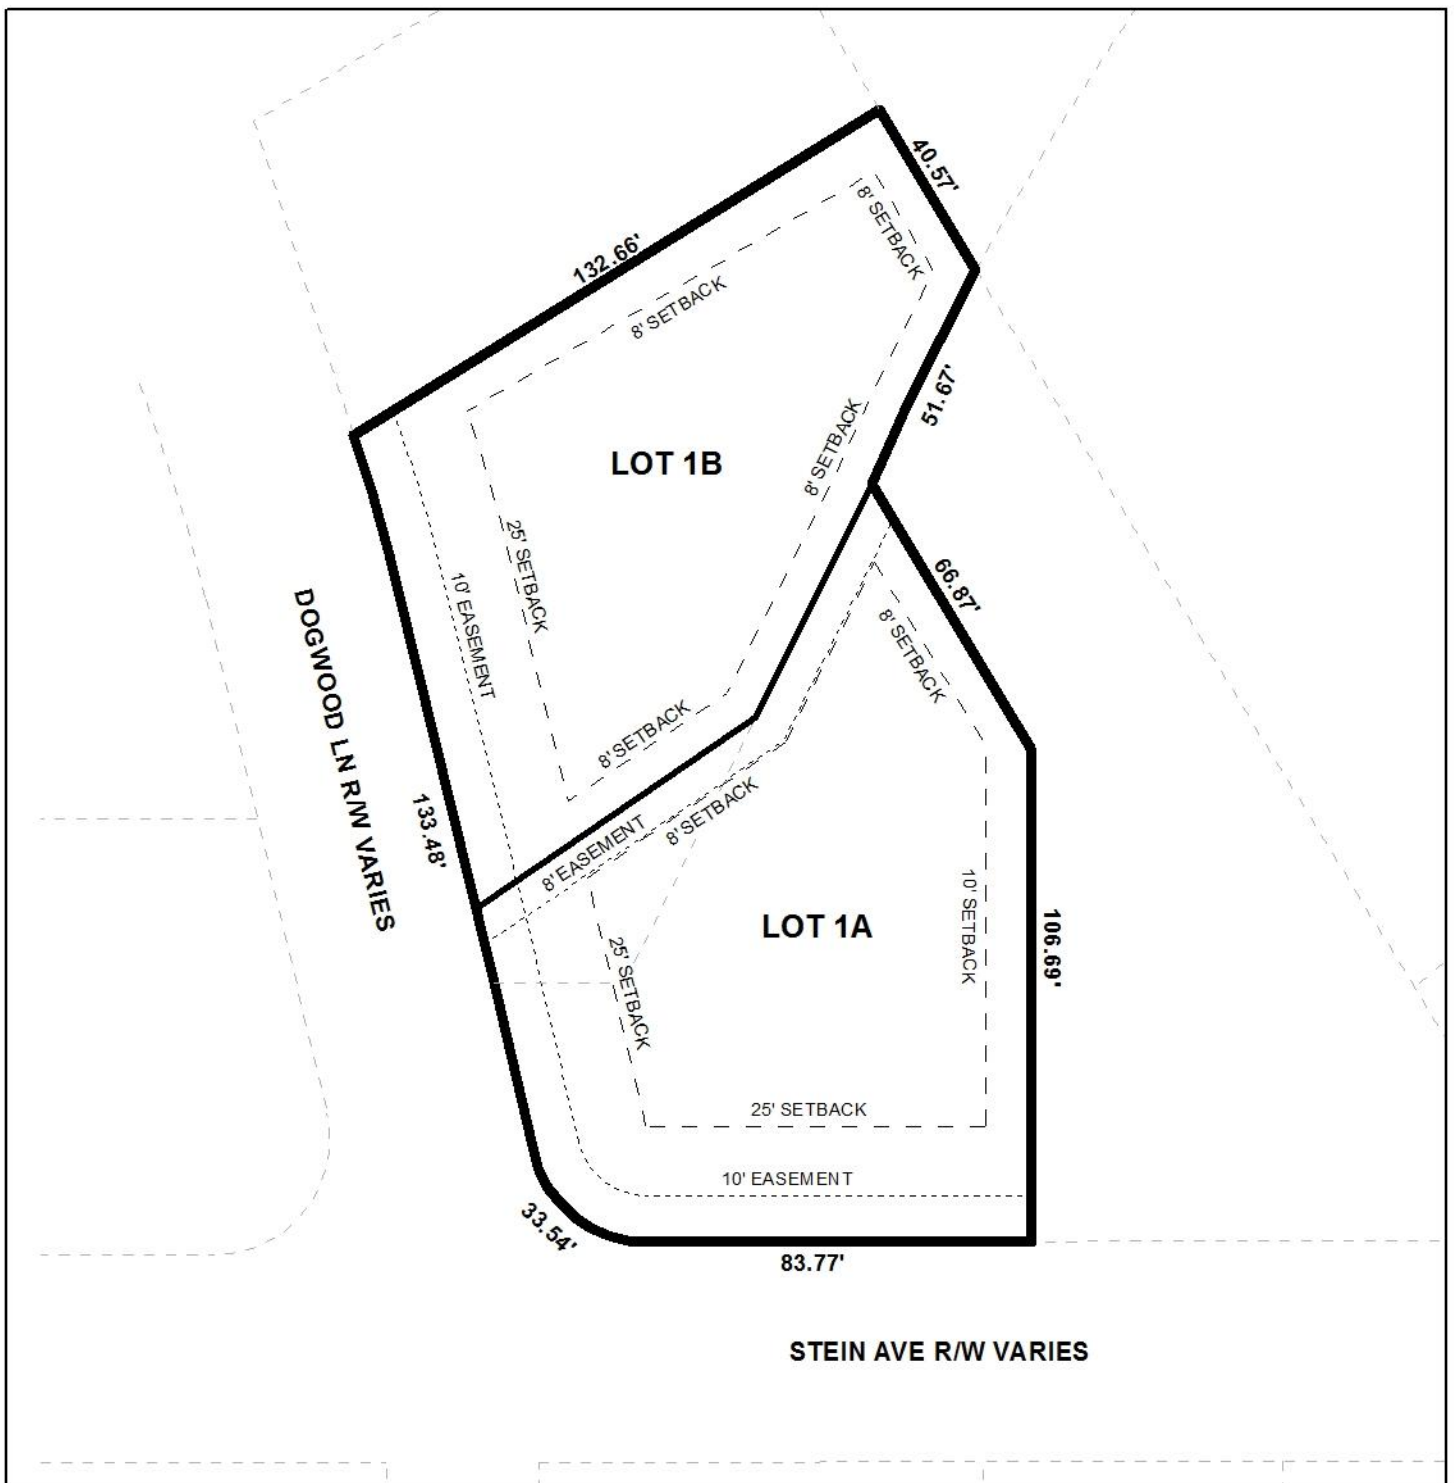 40.57'
8' SETBACK
132.66'
8' SETBACK
51.67'
8' SETBACK
LOT 1B
25' SETBACK
10' EASEMENT
66.87'
8' SETBACK
DOGWOOD LN R/W VARIES
8' SETBACK
133.48'
8' EASEMENT
8' SETBACK
LOT 1A
10' SETBACK
106.69'
25' SETBACK
25' SETBACK
10' EASEMENT
33.54'
83.77'
STEIN AVE R/W VARIES